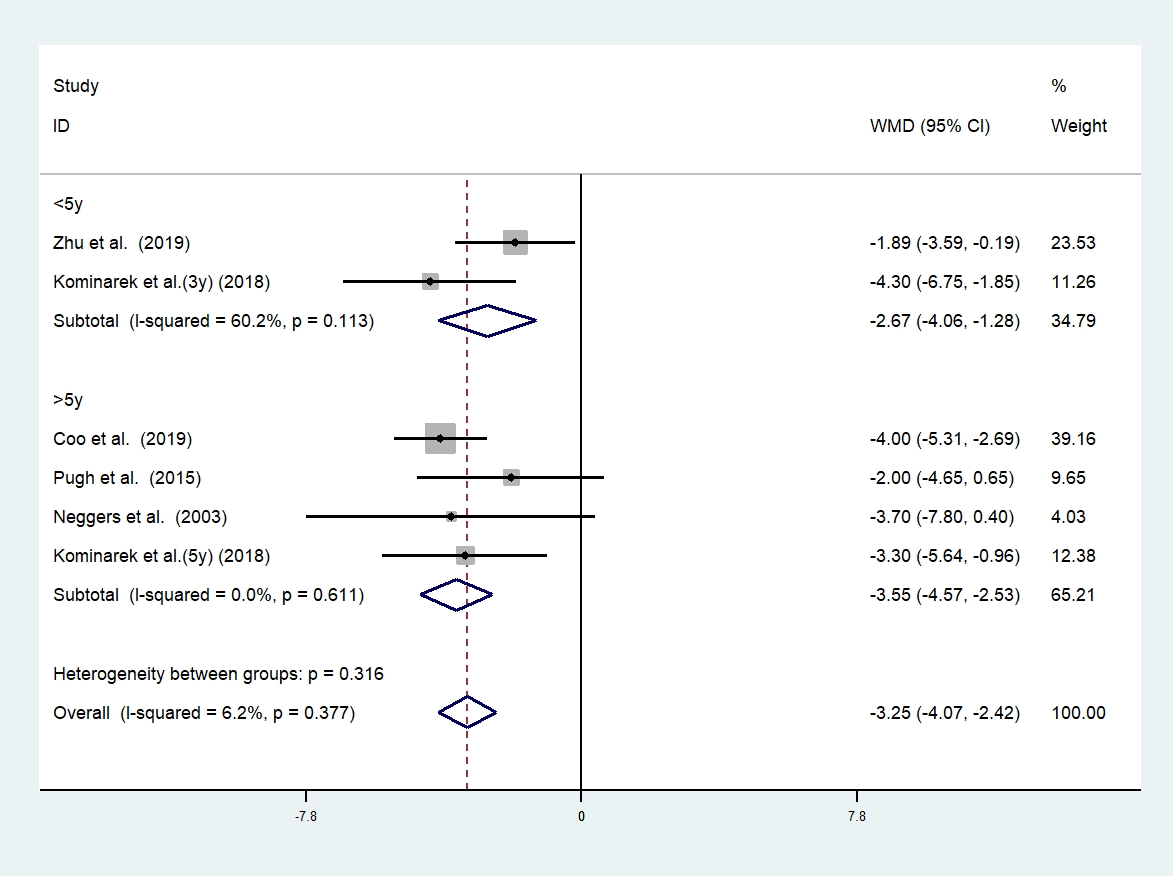 Study %
ID WMD (95% CI) Weight
<5y
Zhu et al. (2019) -1.89 (-3.59, -0.19) 23.53
Kominarek et al.(3y) (2018) -4.30 (-6.75, -1.85) 11.26
Subtotal (I-squared = 60.2%, p = 0.113) -2.67 (-4.06, -1.28) 34.79
>5y
Coo et al. (2019) -4.00 (-5.31, -2.69) 39.16
Pugh et al. (2015) -2.00 (-4.65, 0.65) 9.65
Neggers et al. (2003) -3.70 (-7.80, 0.40) 4.03
Kominarek et al.(5y) (2018) -3.30 (-5.64, -0.96) 12.38
Subtotal (I-squared = 0.0%, p = 0.611) -3.55 (-4.57, -2.53) 65.21
Heterogeneity between groups: p = 0.316
Overall (I-squared = 6.2%, p = 0.377) -3.25 (-4.07, -2.42) 100.00
-7.8 0 7.8